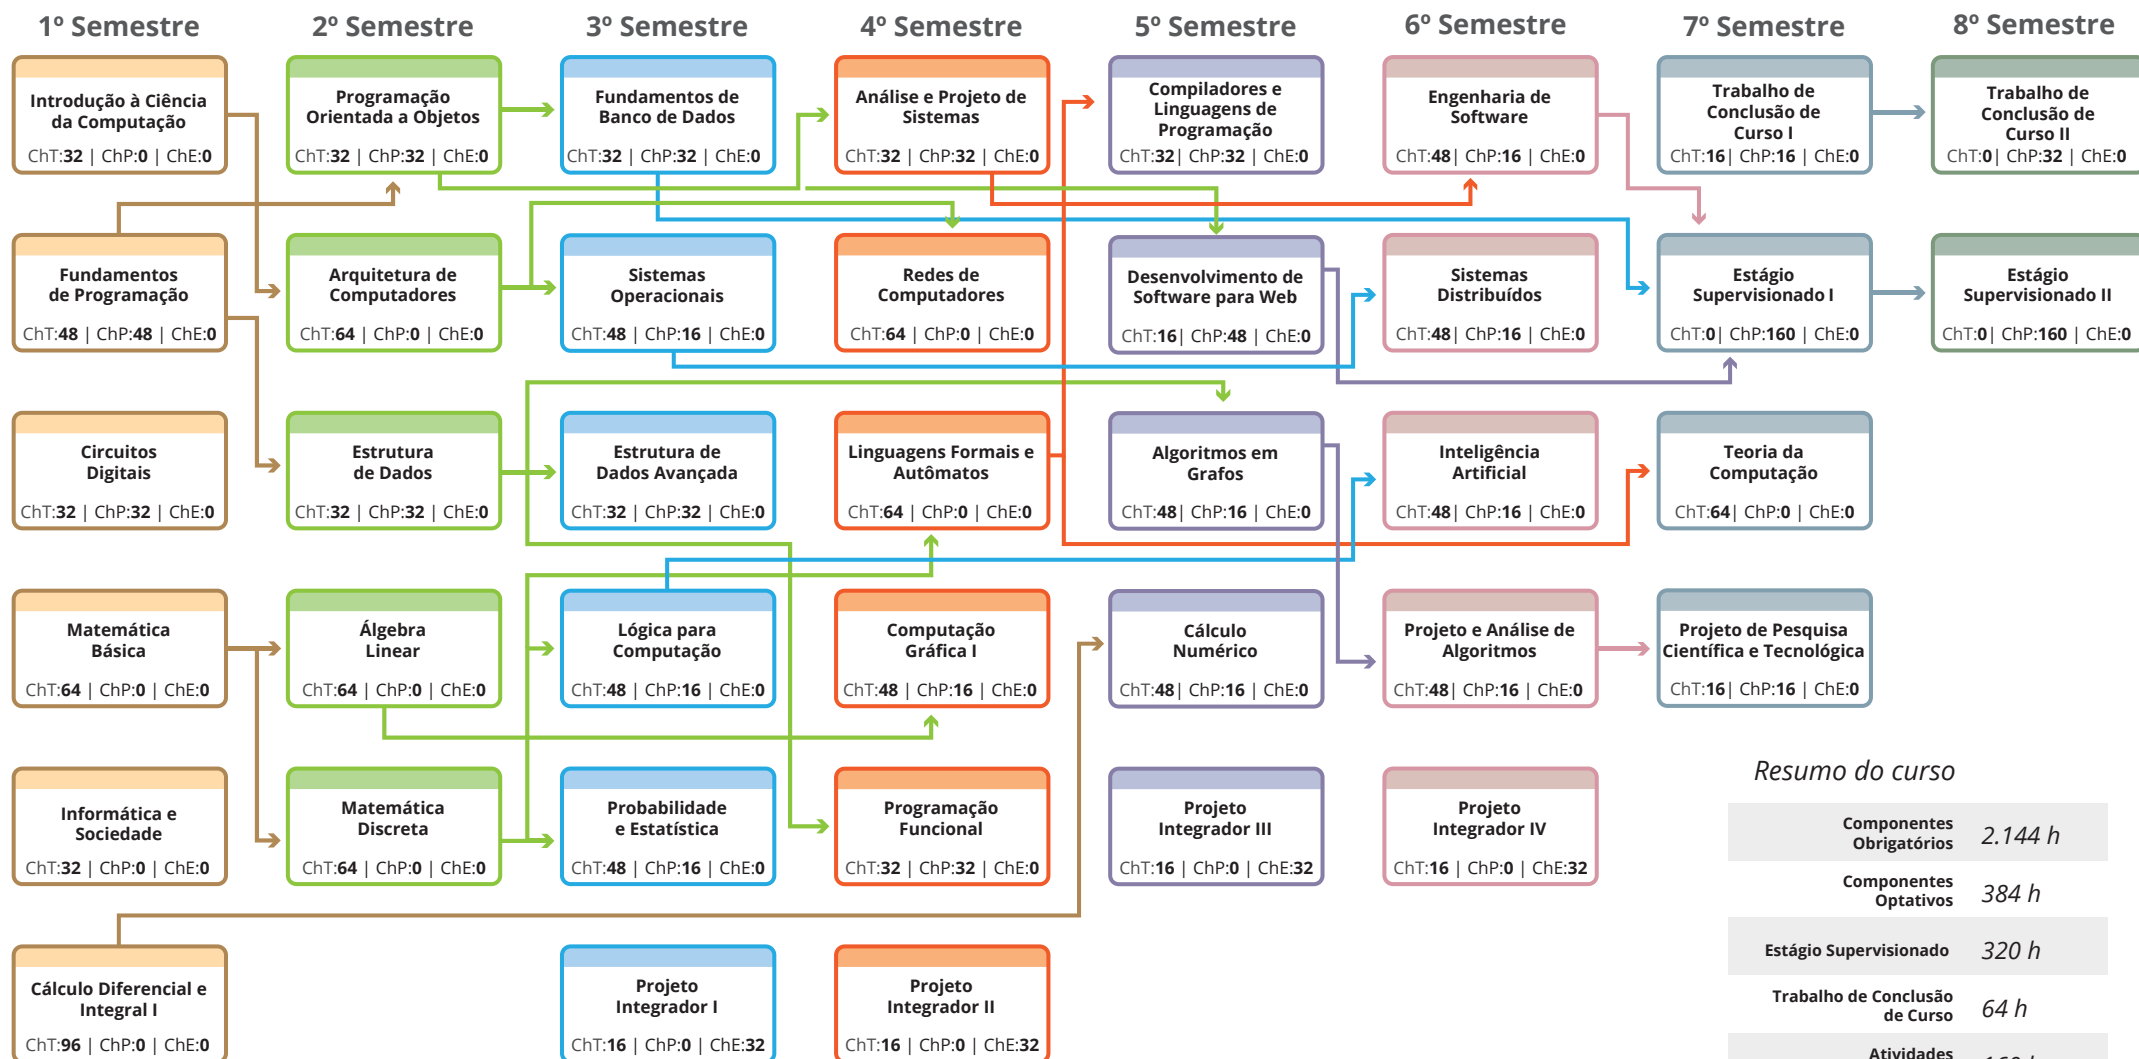 1º Semestre
2º Semestre
3º Semestre
4º Semestre
5º Semestre
6º Semestre
7º Semestre
8º Semestre
Introdução à Ciência
da Computação
ChT:32 | ChP:0 | ChE:0
Programação
Orientada a Objetos
ChT:32 | ChP:32 | ChE:0
Fundamentos de
Banco de Dados
ChT:32 | ChP:32 | ChE:0
Análise e Projeto de
Sistemas
ChT:32 | ChP:32 | ChE:0
Compiladores e
Linguagens de
Programação
ChT:32| ChP:32 | ChE:0
Engenharia de
Software
ChT:48| ChP:16 | ChE:0
Trabalho de
Conclusão de
Curso I
ChT:16| ChP:16 | ChE:0
Trabalho de
Conclusão de
Curso II
ChT:0| ChP:32 | ChE:0
Fundamentos
de Programação
ChT:48 | ChP:48 | ChE:0
Arquitetura de
Computadores
ChT:64 | ChP:0 | ChE:0
Sistemas
Operacionais
ChT:48 | ChP:16 | ChE:0
Redes de
Computadores
ChT:64 | ChP:0 | ChE:0
Desenvolvimento de
Software para Web
ChT:16| ChP:48 | ChE:0
Sistemas
Distribuídos
ChT:48| ChP:16 | ChE:0
Estágio
Supervisionado I
ChT:0| ChP:160 | ChE:0
Estágio
Supervisionado II
ChT:0| ChP:160 | ChE:0
Circuitos
Digitais
ChT:32 | ChP:32 | ChE:0
Estrutura
de Dados
ChT:32 | ChP:32 | ChE:0
Estrutura de
Dados Avançada
ChT:32 | ChP:32 | ChE:0
Linguagens Formais e
Autômatos
ChT:64 | ChP:0 | ChE:0
Algoritmos em
Grafos
ChT:48| ChP:16 | ChE:0
Inteligência
Artificial
ChT:48| ChP:16 | ChE:0
Teoria da
Computação
ChT:64| ChP:0 | ChE:0
Matemática
Básica
ChT:64 | ChP:0 | ChE:0
Álgebra
Linear
ChT:64 | ChP:0 | ChE:0
Lógica para
Computação
ChT:48 | ChP:16 | ChE:0
Computação
Gráfica I
ChT:48 | ChP:16 | ChE:0
Cálculo
Numérico
ChT:48| ChP:16 | ChE:0
Projeto e Análise de
Algoritmos
ChT:48| ChP:16 | ChE:0
Projeto de Pesquisa
Científica e Tecnológica
ChT:16| ChP:16 | ChE:0
Informática e
Sociedade
ChT:32 | ChP:0 | ChE:0
Matemática
Discreta
ChT:64 | ChP:0 | ChE:0
Probabilidade
e Estatística
ChT:48 | ChP:16 | ChE:0
Programação
Funcional
ChT:32 | ChP:32 | ChE:0
Projeto
Integrador III
ChT:16 | ChP:0 | ChE:32
Projeto
Integrador IV
ChT:16 | ChP:0 | ChE:32
Cálculo Diferencial e
Integral I
ChT:96 | ChP:0 | ChE:0
Projeto
Integrador I
ChT:16 | ChP:0 | ChE:32
Projeto
Integrador II
ChT:16 | ChP:0 | ChE:32
Resumo do curso
Componentes
Obrigatórios 2.144 h
Componentes
Optativos 384 h
Estágio Supervisionado 320 h
Trabalho de Conclusão
de Curso 64 h
Atividades